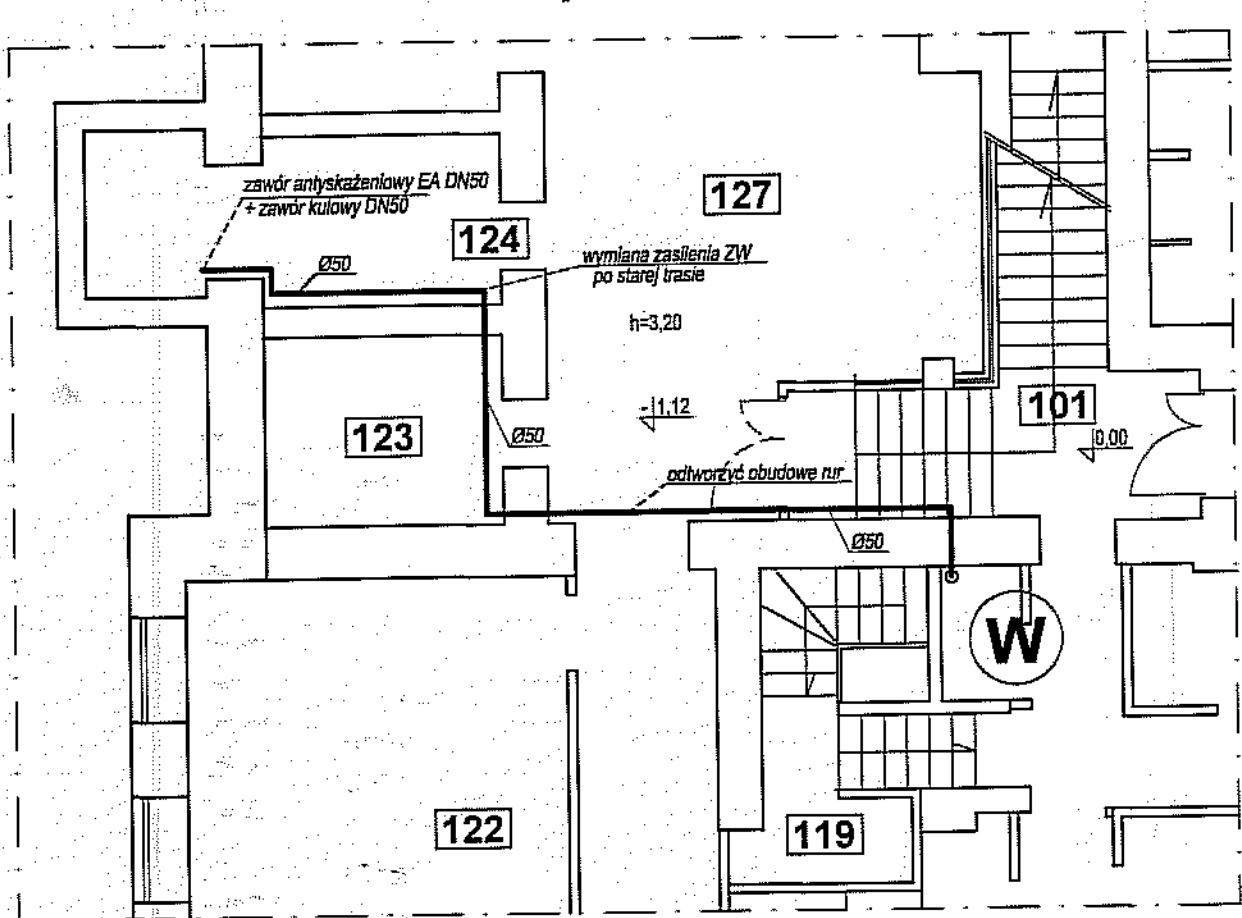 zawór antyskażeniowy EA DN50
+ zawór kulowy DN50
127
124
Ø50
wymiana zasilenia ZW
po starej trasie
h=3,20
123
Ø50
-1,12
101
0,00
odtworzyć obudowę rur
Ø50
W
122
119